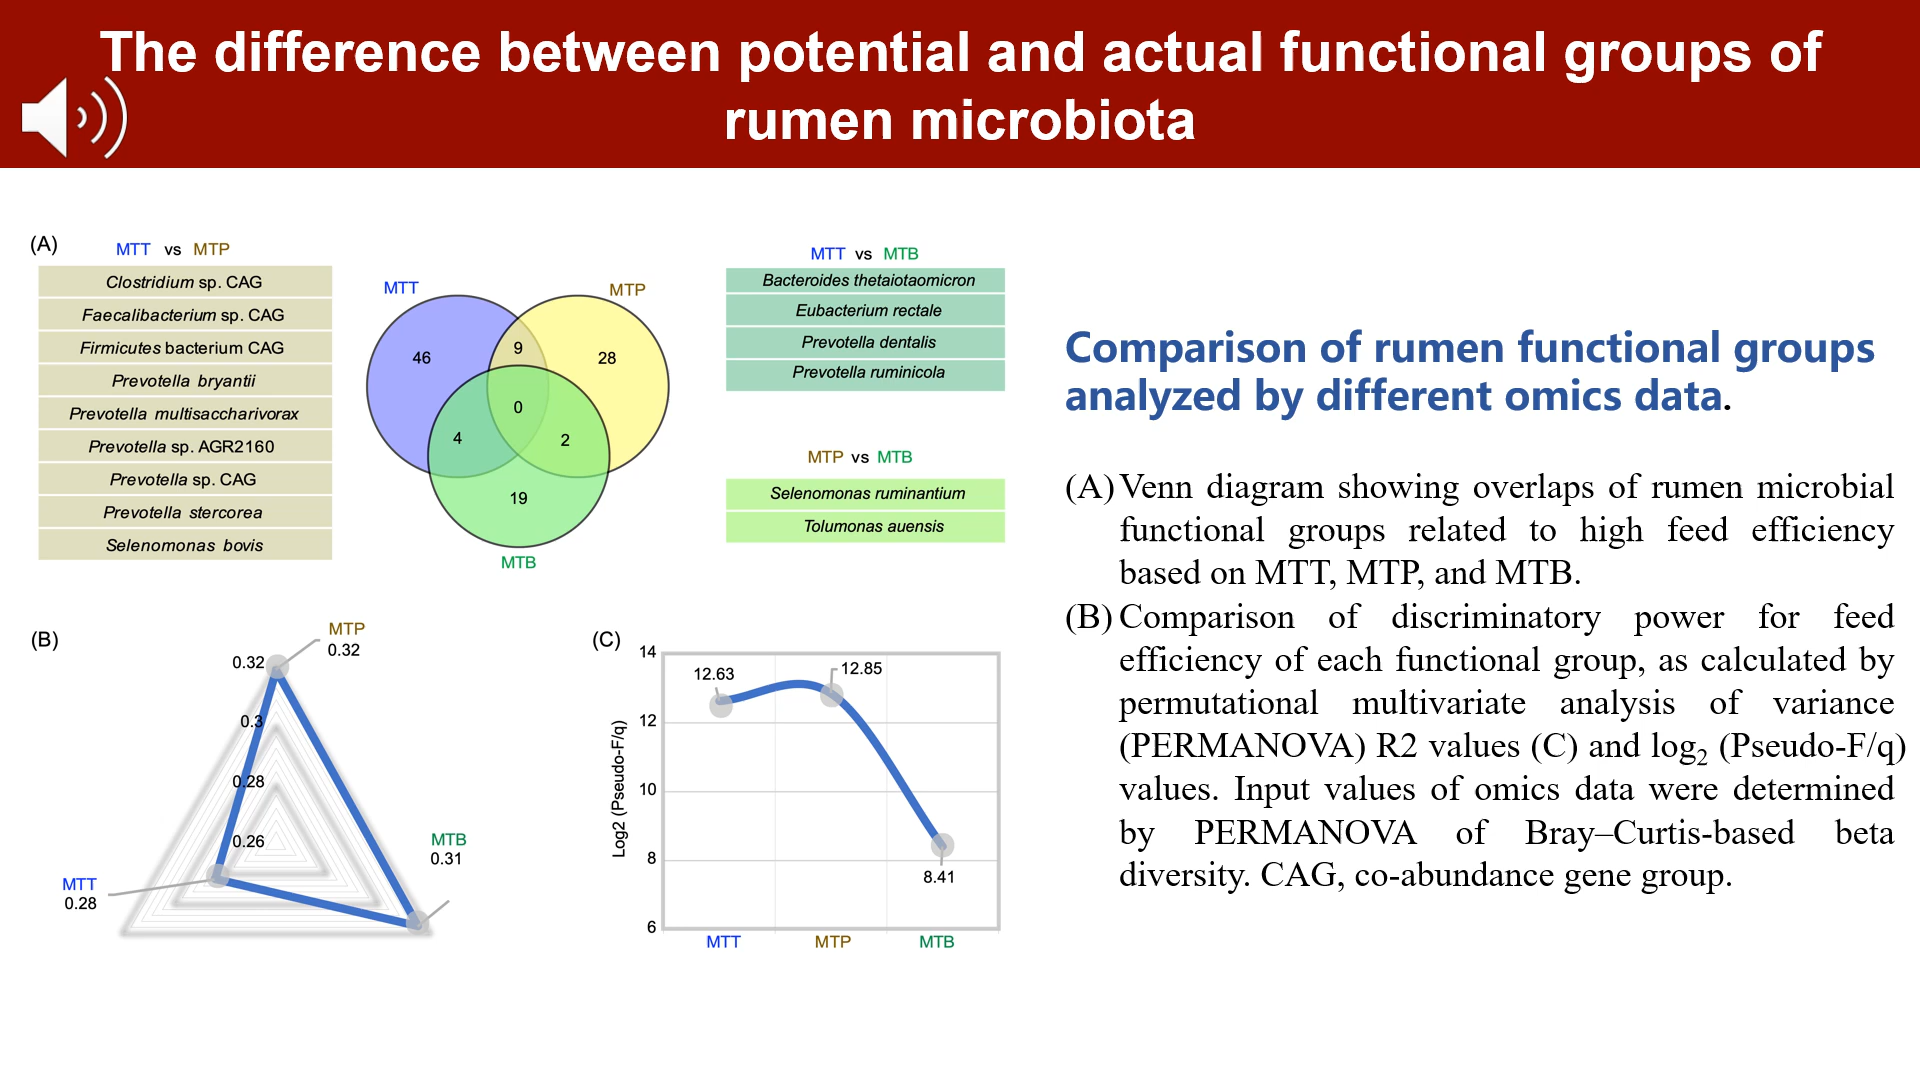 The difference between potential and actual functional groups of
rumen microbiota
(A)
MTT vs MTP
Clostridium sp. CAG
Faecalibacterium sp. CAG
Firmicutes bacterium CAG
Prevotella bryantii
Prevotella multisaccharivorax
Prevotella sp. AGR2160
Prevotella sp. CAG
Prevotella stercorea
Selenomonas bovis
MTT
MTP
46
9
28
0
4
2
19
MTB
MTT vs MTB
Bacteroides thetaiotaomicron
Eubacterium rectale
Prevotella dentalis
Prevotella ruminicola
MTP vs MTB
Selenomonas ruminantium
Tolumonas auensis
(B)
MTP
0.32
0.32
0.3
0.28
0.26
MTB
0.31
MTT
0.28
(C)
Log2 (Pseudo-F/q)
14
12
10
8
6
12.63
12.85
8.41
MTT
MTP
MTB
Comparison of rumen functional groups
analyzed by different omics data.
(A) Venn diagram showing overlaps of rumen microbial
functional groups related to high feed efficiency
based on MTT, MTP, and MTB.
(B) Comparison of discriminatory power for feed
efficiency of each functional group, as calculated by
permutational multivariate analysis of variance
(PERMANOVA) R2 values (C) and log2 (Pseudo-F/q)
values. Input values of omics data were determined
by PERMANOVA of Bray–Curtis-based beta
diversity. CAG, co-abundance gene group.